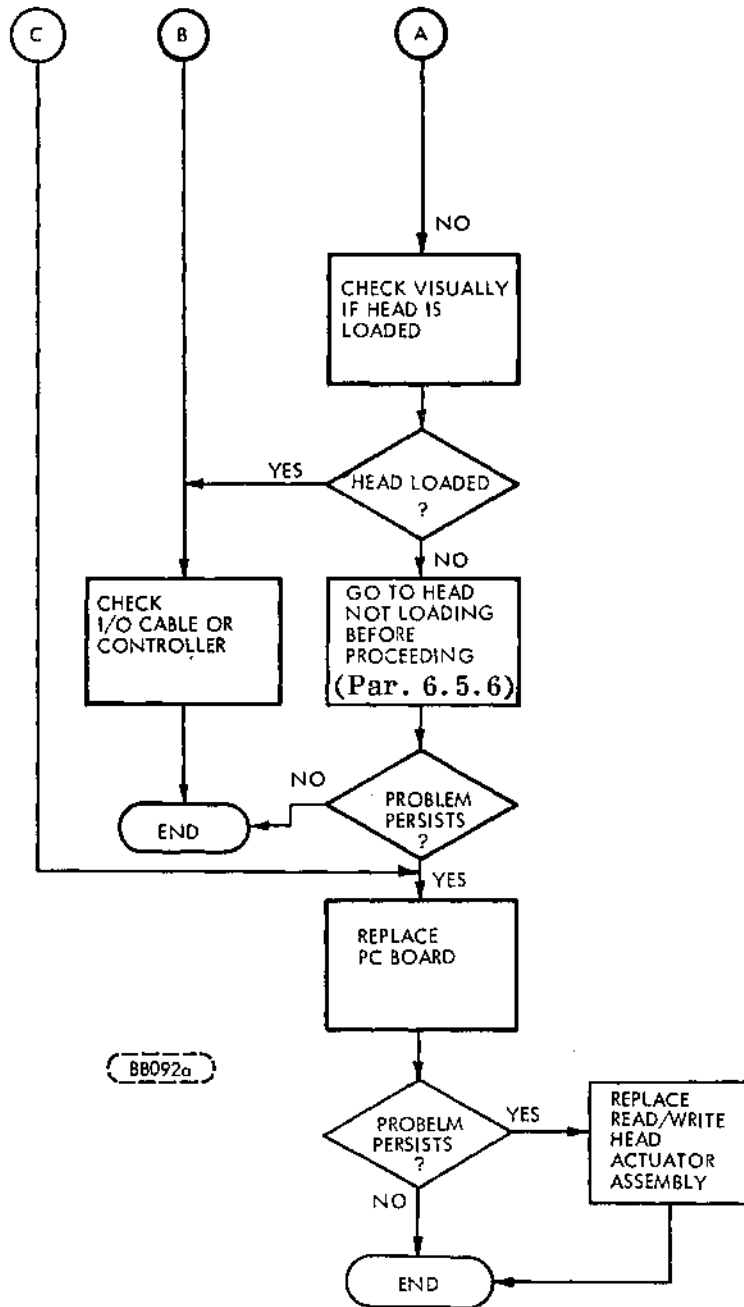 C
B
A
NO
CHECK VISUALLY
IF HEAD IS
LOADED
YES
HEAD LOADED
?
NO
CHECK
I/O CABLE OR
CONTROLLER
GO TO HEAD
NOT LOADING
BEFORE
PROCEEDING
(Par. 6.5.6)
NO
PROBLEM
PERSISTS
?
END
YES
REPLACE
PC BOARD
BB092a
PROBELM
PERSISTS
?
YES
REPLACE
READ/WRITE
HEAD
ACTUATOR
ASSEMBLY
NO
END